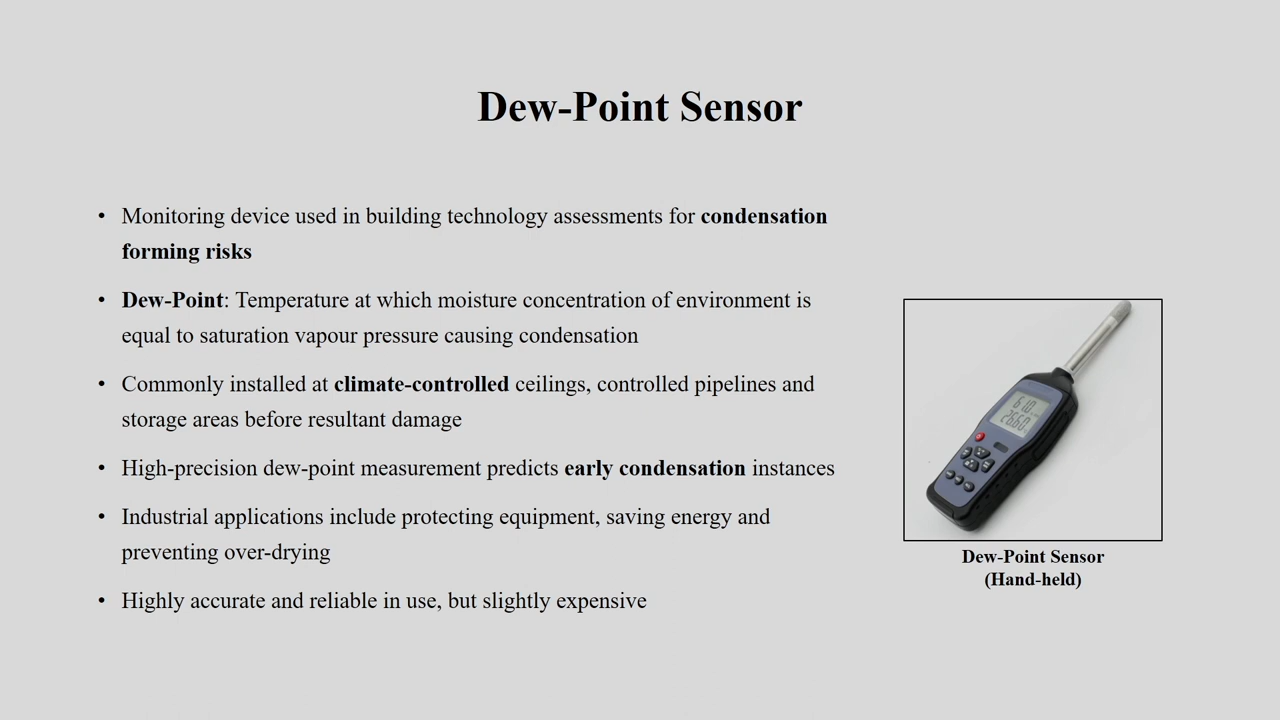 Dew-Point Sensor
• Monitoring device used in building technology assessments for condensation
forming risks
• Dew-Point: Temperature at which moisture concentration of environment is
equal to saturation vapour pressure causing condensation
• Commonly installed at climate-controlled ceilings, controlled pipelines and
storage areas before resultant damage
• High-precision dew-point measurement predicts early condensation instances
• Industrial applications include protecting equipment, saving energy and
preventing over-drying
• Highly accurate and reliable in use, but slightly expensive
61.0
26.60
Dew-Point Sensor
(Hand-held)